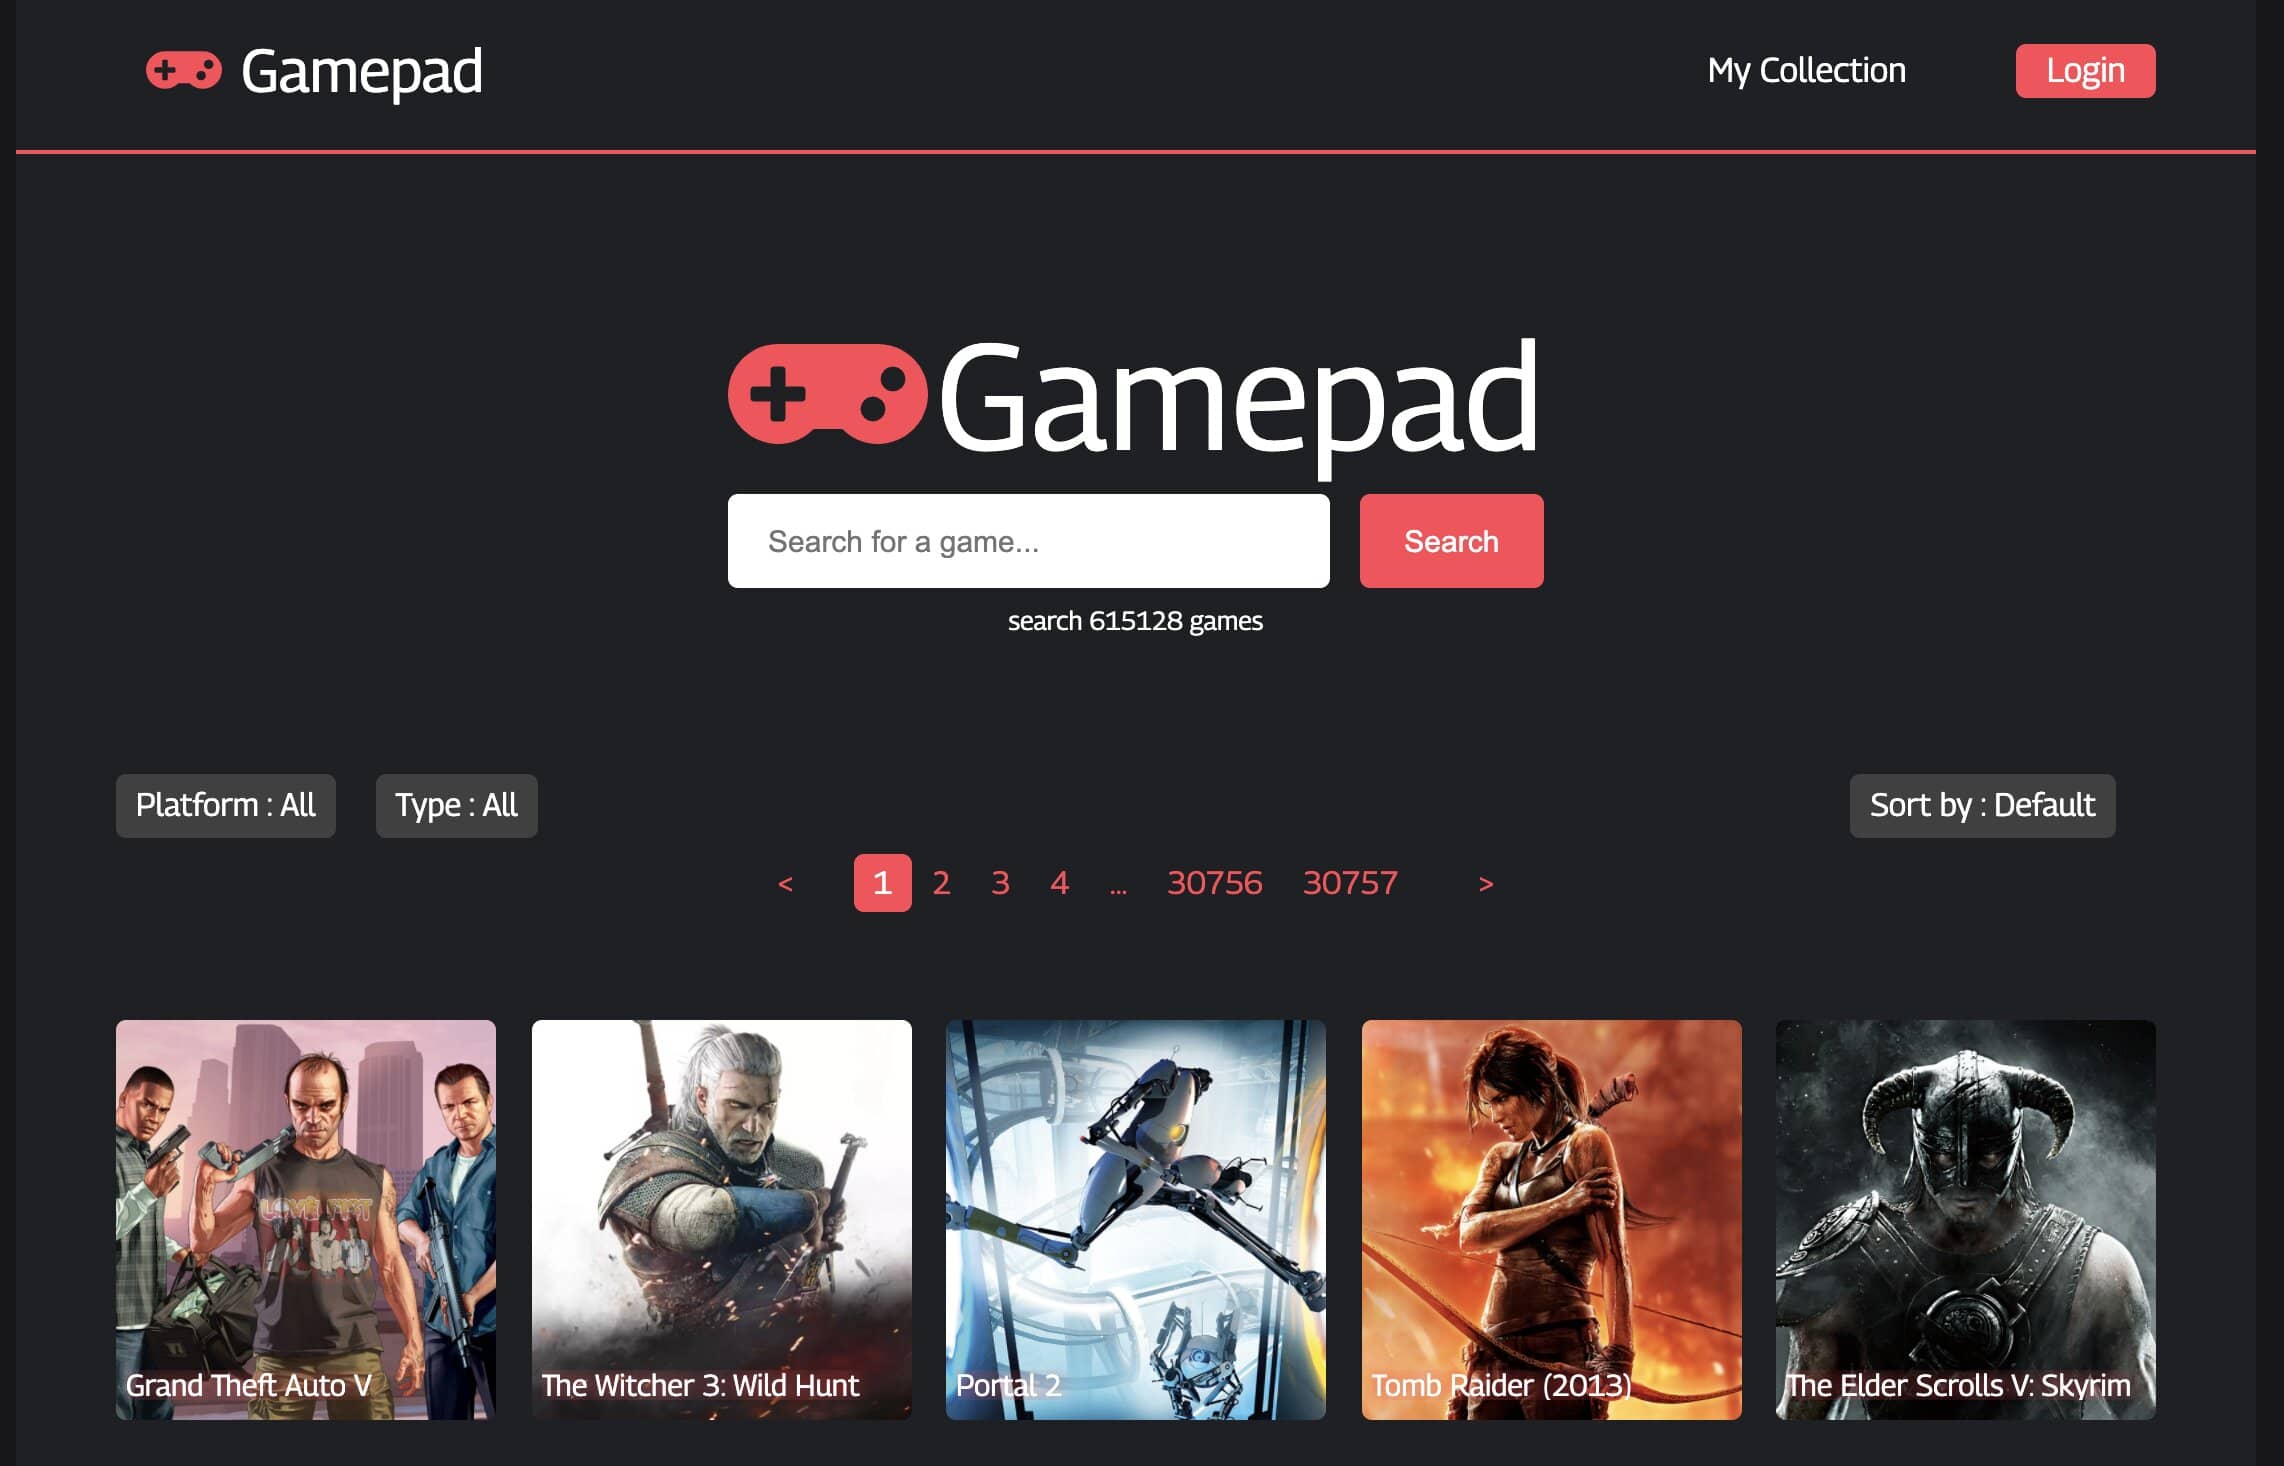 Gamepad
My Collection
Login
Gamepad
Search for a game...
Search
search 615128 games
Platform : All
Type : All
Sort by : Default
< 1 2 3 4 ... 30756 30757 >
LOVE FIST
Grand Theft Auto V
The Witcher 3: Wild Hunt
Portal 2
Tomb Raider (2013)
The Elder Scrolls V: Skyrim